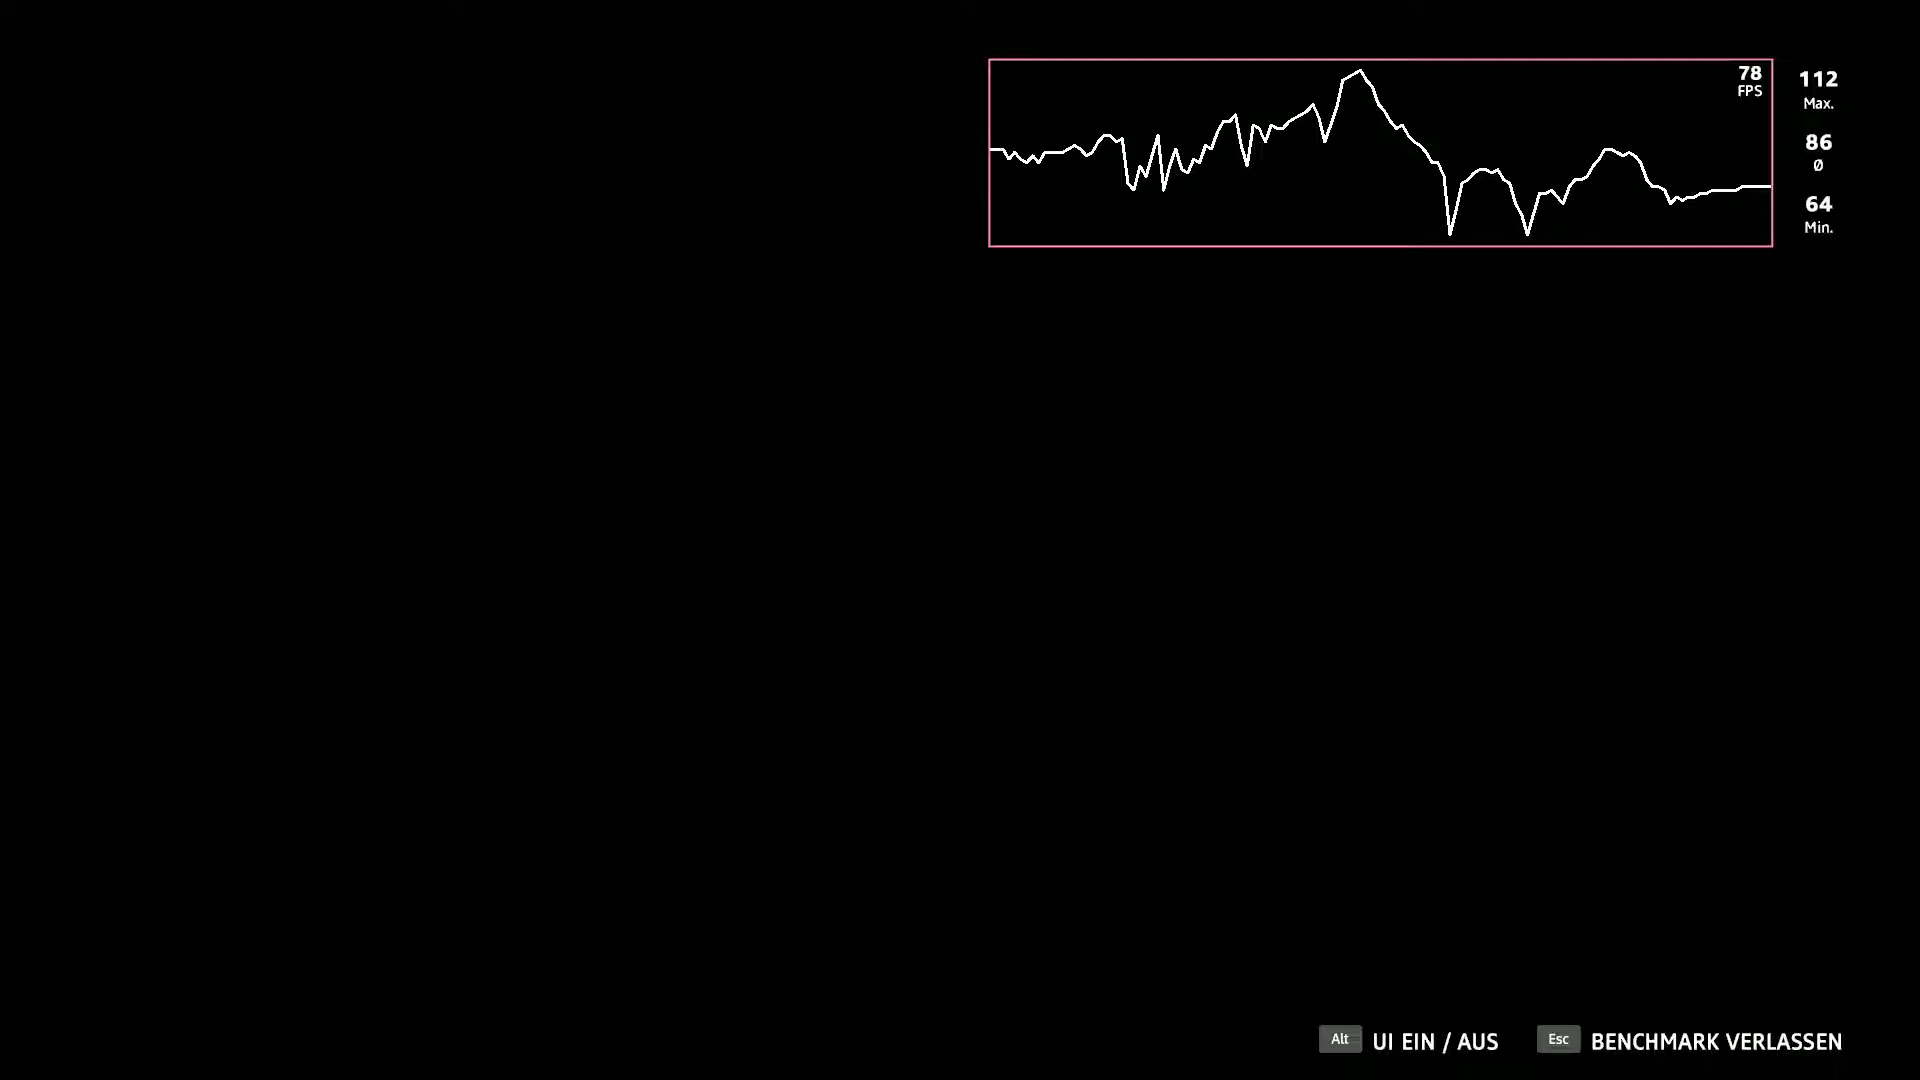 78
FPS
112
Max.
86
Ø
64
Min.
Alt UI EIN / AUS Esc BENCHMARK VERLASSEN